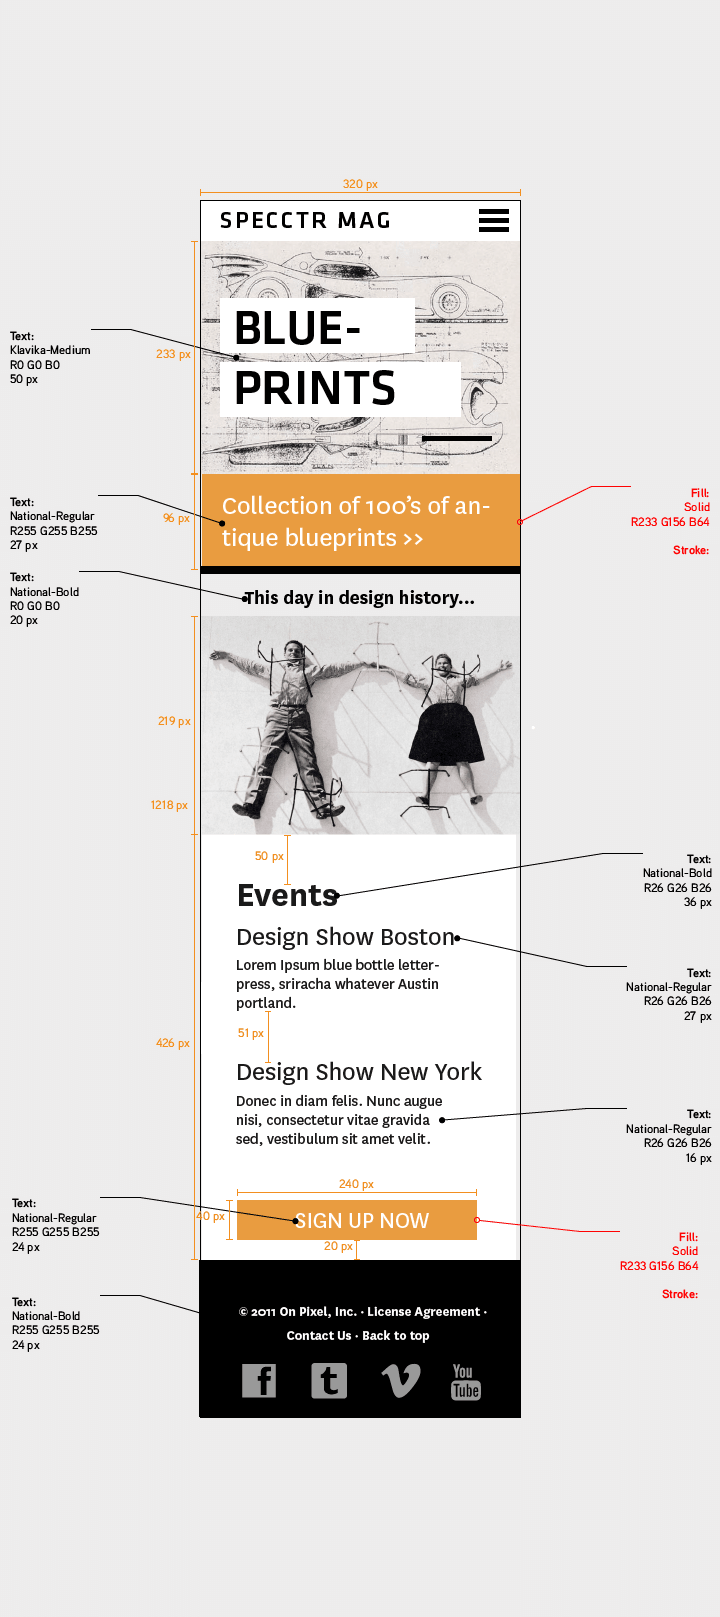 320 px
SPECCTR MAG
BLUE-
PRINTS
Text:
Klavika-Medium
R0 G0 B0
50 px
233 px
Collection of 100's of an-
tique blueprints >>
Text:
National-Regular
R255 G255 B255
27 px
96 px
Fill:
Solid
R233 G156 B64
Stroke:
Text:
National-Bold
R0 G0 B0
20 px
This day in design history...
219 px
1218 px
50 px
Events
Text:
National-Bold
R26 G26 B26
36 px
Design Show Boston
Lorem Ipsum blue bottle letter-
press, sriracha whatever Austin
portland.
Text:
National-Regular
R26 G26 B26
27 px
51 px
426 px
Design Show New York
Donec in diam felis. Nunc augue
nisi, consectetur vitae gravida
sed, vestibulum sit amet velit.
Text:
National-Regular
R26 G26 B26
16 px
240 px
40 px
SIGN UP NOW
20 px
Text:
National-Regular
R255 G255 B255
24 px
Fill:
Solid
R233 G156 B64
Stroke:
Text:
National-Bold
R255 G255 B255
24 px
© 2011 On Pixel, Inc. · License Agreement ·
Contact Us · Back to top
f t v You
Tube